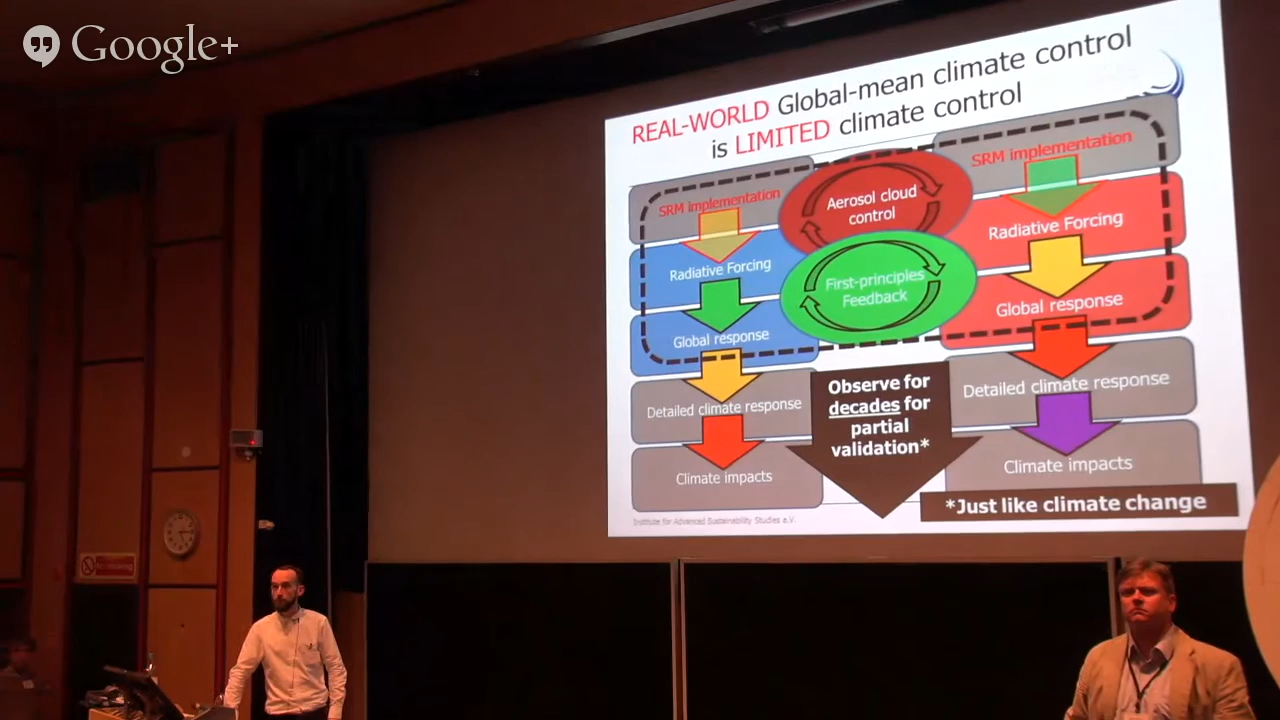 Google+
REAL-WORLD Global-mean climate control
is LIMITED climate control
SRM implementation
Radiative Forcing
Global response
Detailed climate response
Climate impacts
Aerosol cloud
control
First-principles
Feedback
Observe for
decades for
partial
validation*
SRM implementation
Radiative Forcing
Global response
Detailed climate response
Climate impacts
*Just like climate change
Institute for Advanced Sustainability Studies e.V.
No smoking